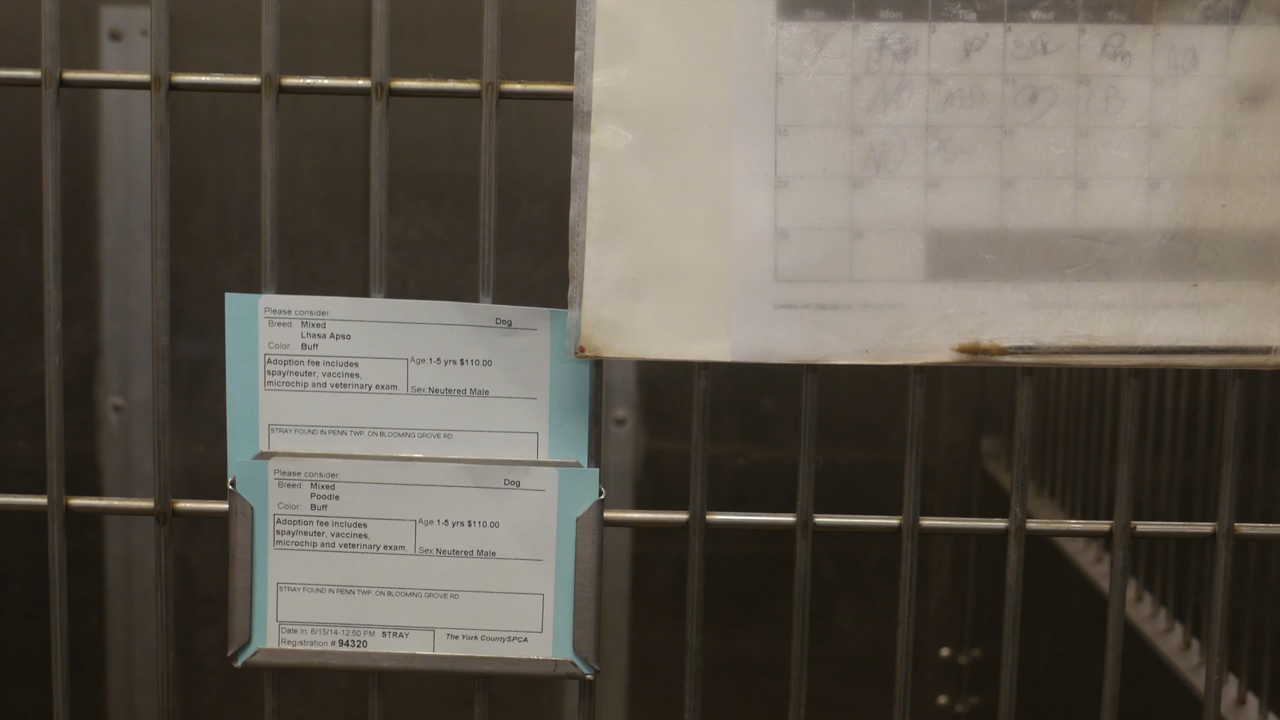 Sun Mon Tue Wed Thu
NO
NO
Please consider:
Dog
Breed: Mixed
Lhasa Apso
Color: Buff
Adoption fee includes
spay/neuter, vaccines,
microchip and veterinary exam.
Age:1-5 yrs $110.00
Sex:Neutered Male
STRAY FOUND IN PENN TWP. ON BLOOMING GROVE RD.
Please consider:
Dog
Breed: Mixed
Poodle
Color: Buff
Adoption fee includes
spay/neuter, vaccines,
microchip and veterinary exam.
Age:1-5 yrs $110.00
Sex:Neutered Male
STRAY FOUND IN PENN TWP. ON BLOOMING GROVE RD.
Date In: 6/15/14-12:50 PM STRAY
Registration # 94320
The York CountySPCA